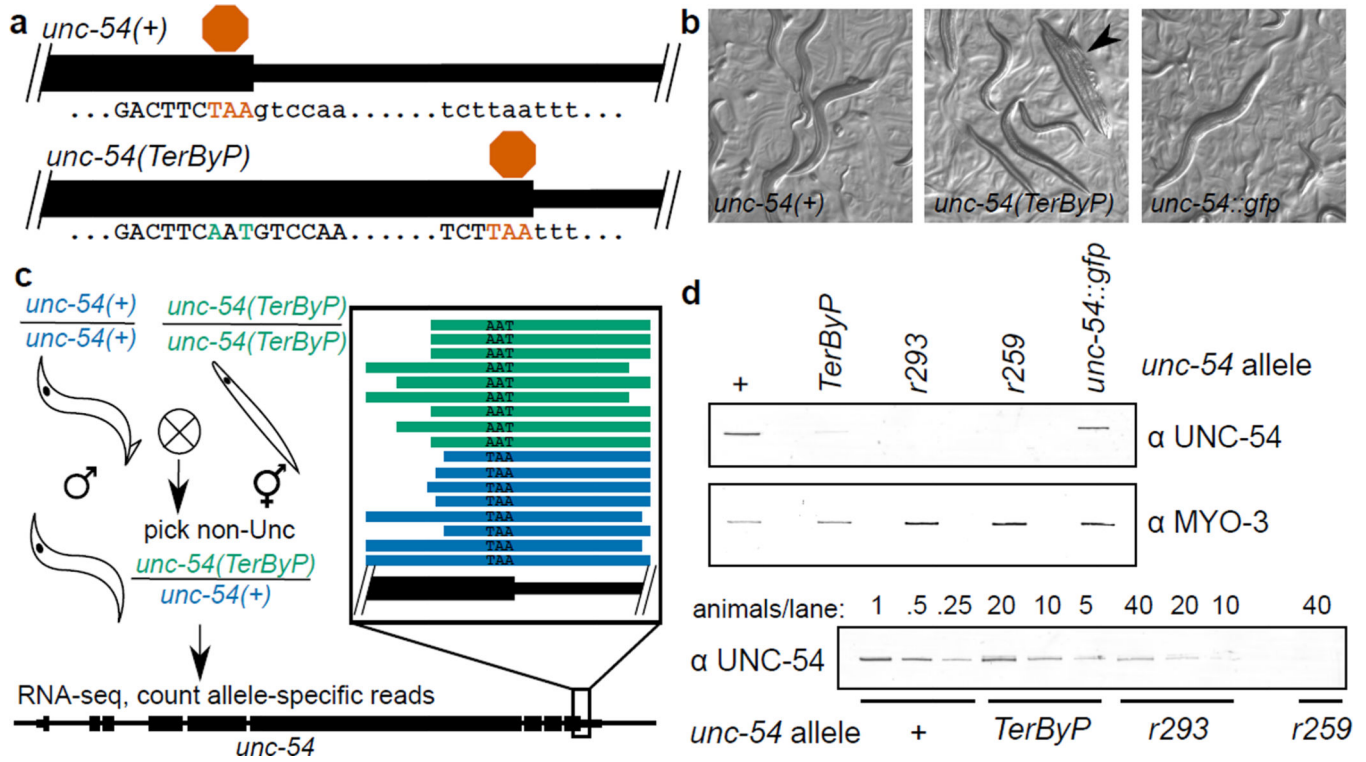 a
unc-54(+)
...GACTTCTAAgtccaa......tcttaattt...
unc-54(TerByP)
...GACTTCAATGTCCAA......TCTTAAttt...
b
unc-54(+)
unc-54(TerByP)
unc-54::gfp
c
unc-54(+)
unc-54(+)
unc-54(TerByP)
unc-54(TerByP)
pick non-Unc
unc-54(TerByP)
unc-54(+)
RNA-seq, count allele-specific reads
unc-54
AAT
AAT
AAT
AAT
AAT
AAT
AAT
AAT
AAT
TAA
TAA
TAA
TAA
TAA
TAA
TAA
TAA
d
+ TerByP r293 r259 unc-54::gfp unc-54 allele
α UNC-54
α MYO-3
animals/lane: 1 .5 .25 20 10 5 40 20 10 40
α UNC-54
unc-54 allele + TerByP r293 r259